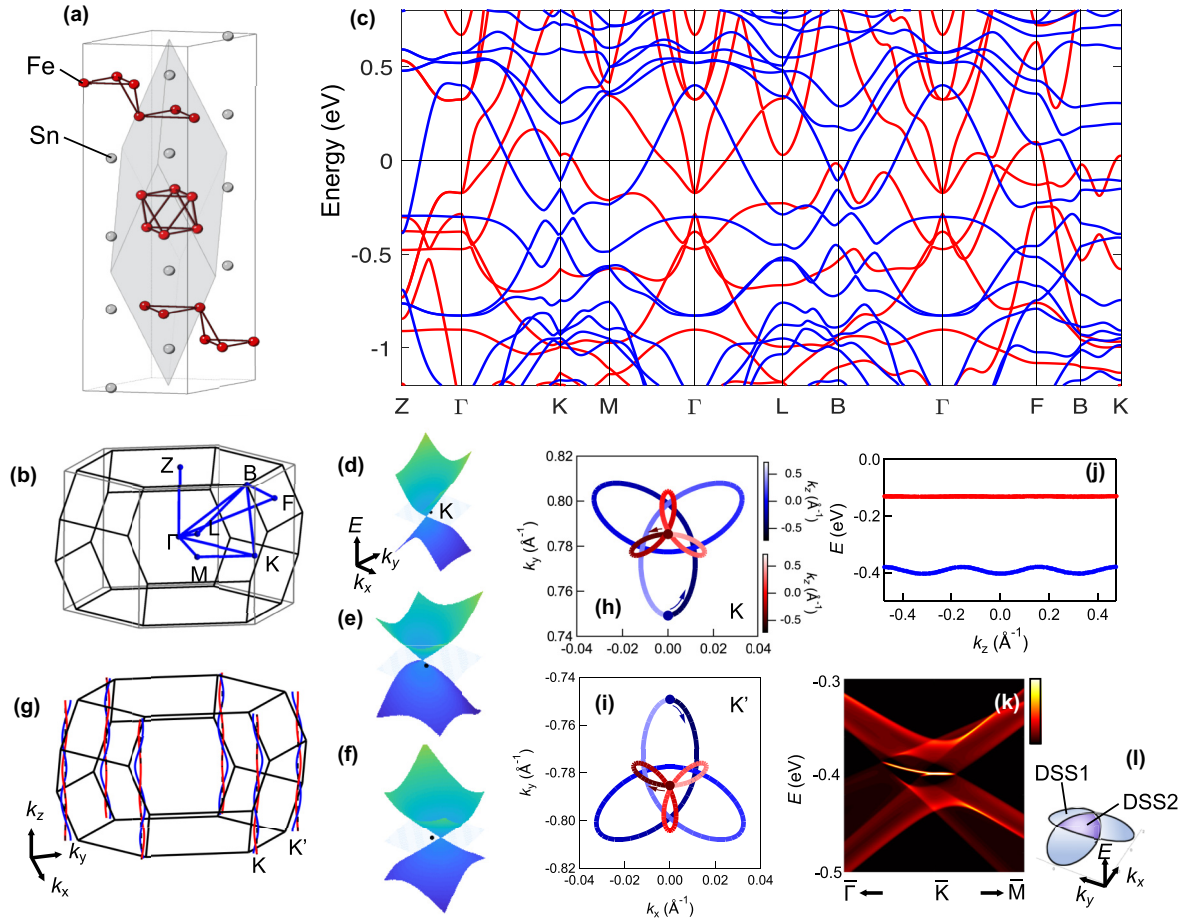 (a)
Fe
Sn
(c)
Energy (eV)
0.5
0
-0.5
-1
Z Γ K M Γ L B Γ F B K
(b)
Z
B
F
L
Γ
M
K
(d)
K
E
k_y
k_x
(e)
(f)
(g)
k_z
k_y
k_x
K
K'
k_y (Å⁻¹)
0.82
0.80
0.78
0.76
0.74
-0.04 -0.02 0.00 0.02 0.04
(h)
K
0.5
0.0
-0.5
k_z (Å⁻¹)
0.5
0.0
-0.5
k_z (Å⁻¹)
(i)
K'
k_y (Å⁻¹)
-0.74
-0.76
-0.78
-0.80
-0.82
-0.04 -0.02 0.00 0.02 0.04
k_x (Å⁻¹)
(j)
E (eV)
0.0
-0.2
-0.4
-0.4 -0.2 0.0 0.2 0.4
k_z (Å⁻¹)
(k)
E (eV)
-0.3
-0.4
-0.5
Γ̅ K̅ M̅
(l)
DSS1
DSS2
E
k_y
k_x